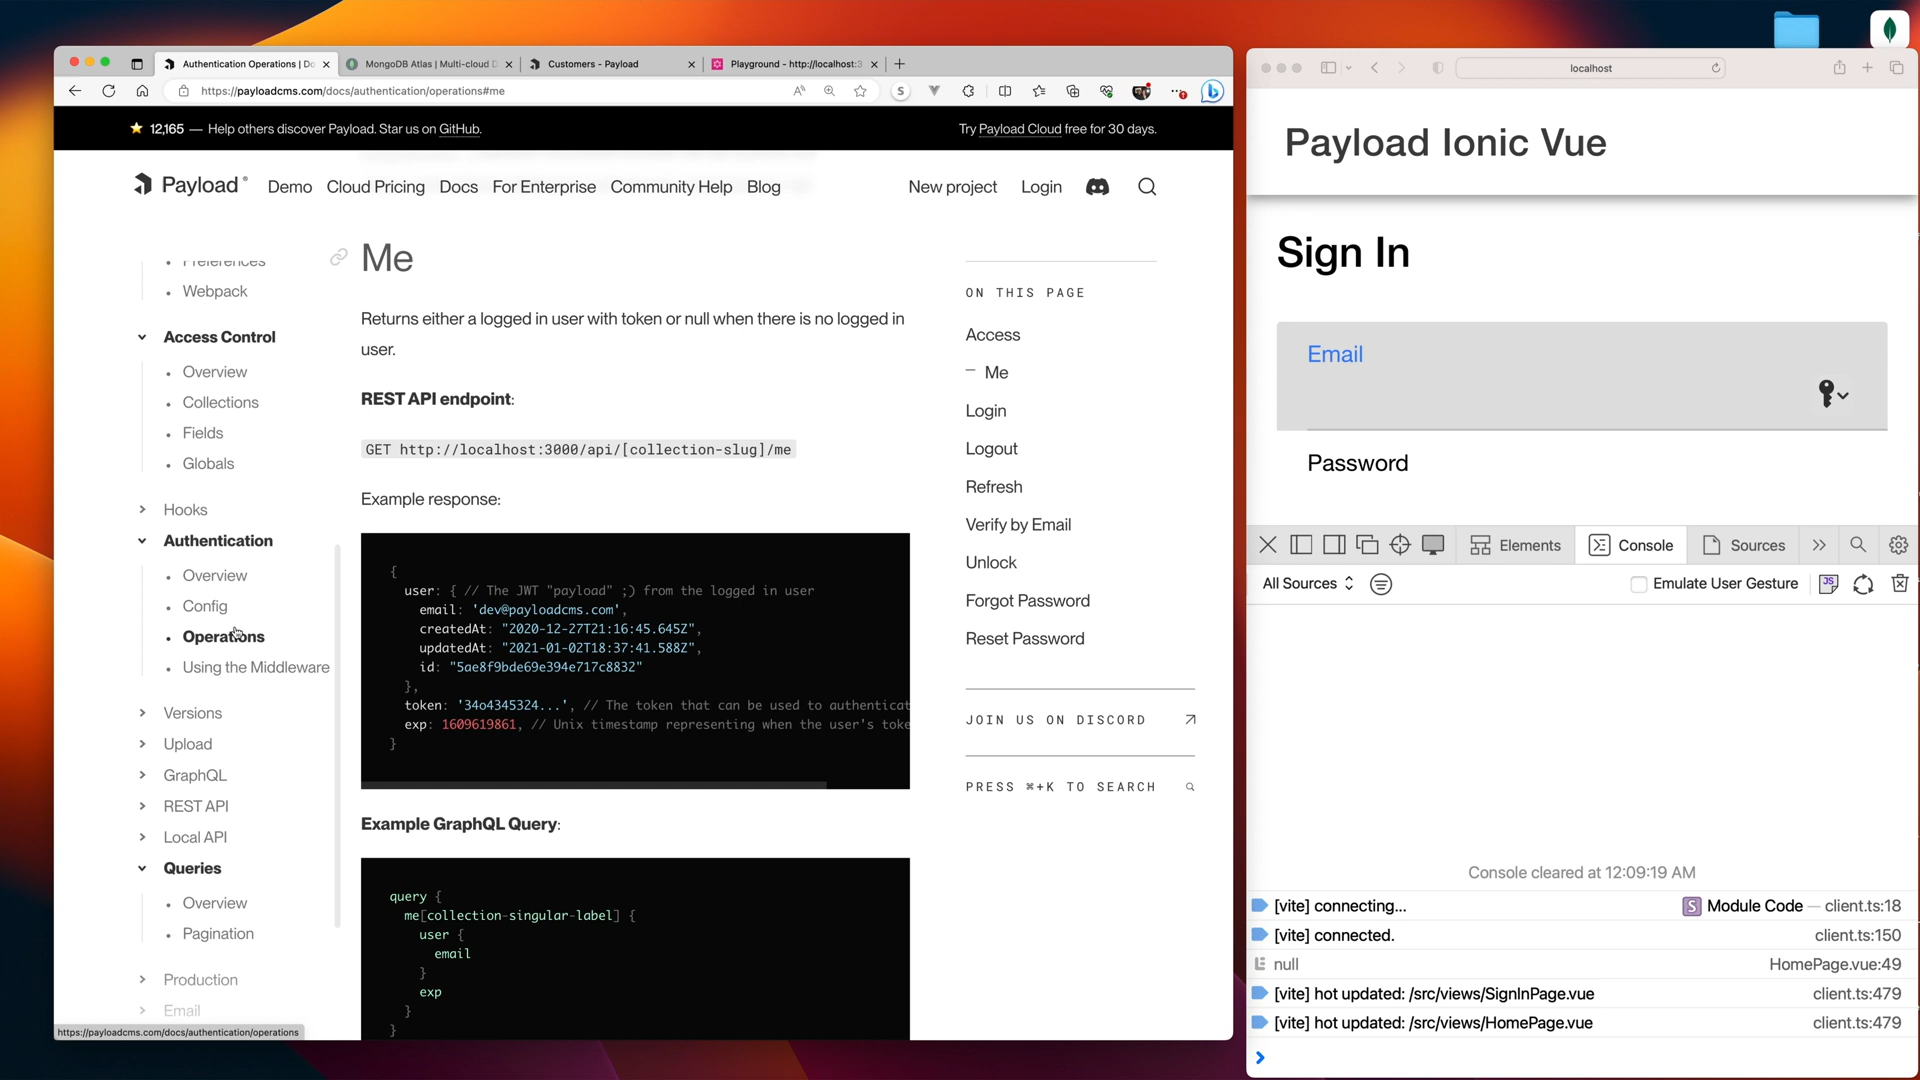 Authentication Operations | Do
MongoDB Atlas | Multi-cloud D
Customers - Payload
Playground - http://localhost:3
https://payloadcms.com/docs/authentication/operations#me
12,165 — Help others discover Payload. Star us on GitHub.
Try Payload Cloud free for 30 days.
Payload
Demo
Cloud Pricing
Docs
For Enterprise
Community Help
Blog
New project
Login
Preferences
Webpack
Access Control
Overview
Collections
Fields
Globals
Hooks
Authentication
Overview
Config
Operations
Using the Middleware
Versions
Upload
GraphQL
REST API
Local API
Queries
Overview
Pagination
Production
Email
https://payloadcms.com/docs/authentication/operations
Me
Returns either a logged in user with token or null when there is no logged in
user.
REST API endpoint:
GET http://localhost:3000/api/[collection-slug]/me
Example response:
{
user: { // The JWT "payload" ;) from the logged in user
email: 'dev@payloadcms.com',
createdAt: "2020-12-27T21:16:45.645Z",
updatedAt: "2021-01-02T18:37:41.588Z",
id: "5ae8f9bde69e394e717c8832"
},
token: '34o4345324...', // The token that can be used to authenticat
exp: 1609619861, // Unix timestamp representing when the user's toke
}
Example GraphQL Query:
query {
me[collection-singular-label] {
user {
email
}
exp
}
}
ON THIS PAGE
Access
Me
Login
Logout
Refresh
Verify by Email
Unlock
Forgot Password
Reset Password
JOIN US ON DISCORD
PRESS ⌘+K TO SEARCH
localhost
Payload Ionic Vue
Sign In
Email
Password
Elements
Console
Sources
All Sources
Emulate User Gesture
JS
Console cleared at 12:09:19 AM
[vite] connecting...
S Module Code — client.ts:18
[vite] connected.
client.ts:150
null
HomePage.vue:49
[vite] hot updated: /src/views/SignInPage.vue
client.ts:479
[vite] hot updated: /src/views/HomePage.vue
client.ts:479